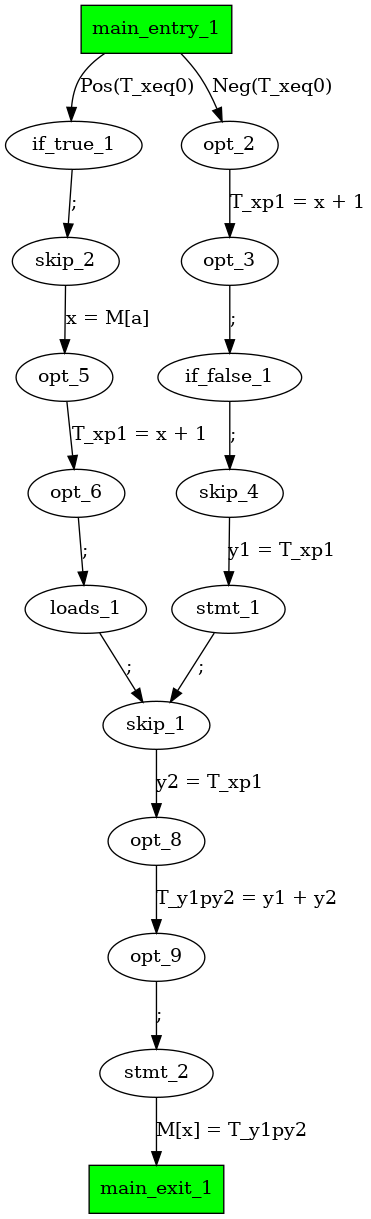 main_entry_1
Pos(T_xeq0)
Neg(T_xeq0)
if_true_1
opt_2
;
T_xp1 = x + 1
skip_2
opt_3
x = M[a]
;
opt_5
if_false_1
T_xp1 = x + 1
;
opt_6
skip_4
;
y1 = T_xp1
loads_1
stmt_1
;
;
skip_1
y2 = T_xp1
opt_8
T_y1py2 = y1 + y2
opt_9
;
stmt_2
M[x] = T_y1py2
main_exit_1